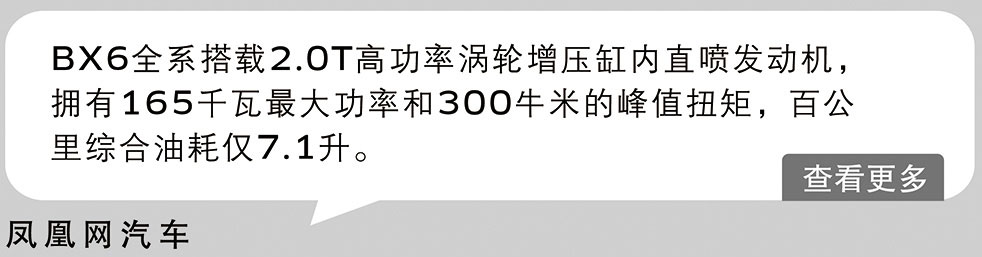 BX6全系搭载2.0T高功率涡轮增压缸内直喷发动机，
拥有165千瓦最大功率和300牛米的峰值扭矩，百公
里综合油耗仅7.1升。
查看更多
凤凰网汽车